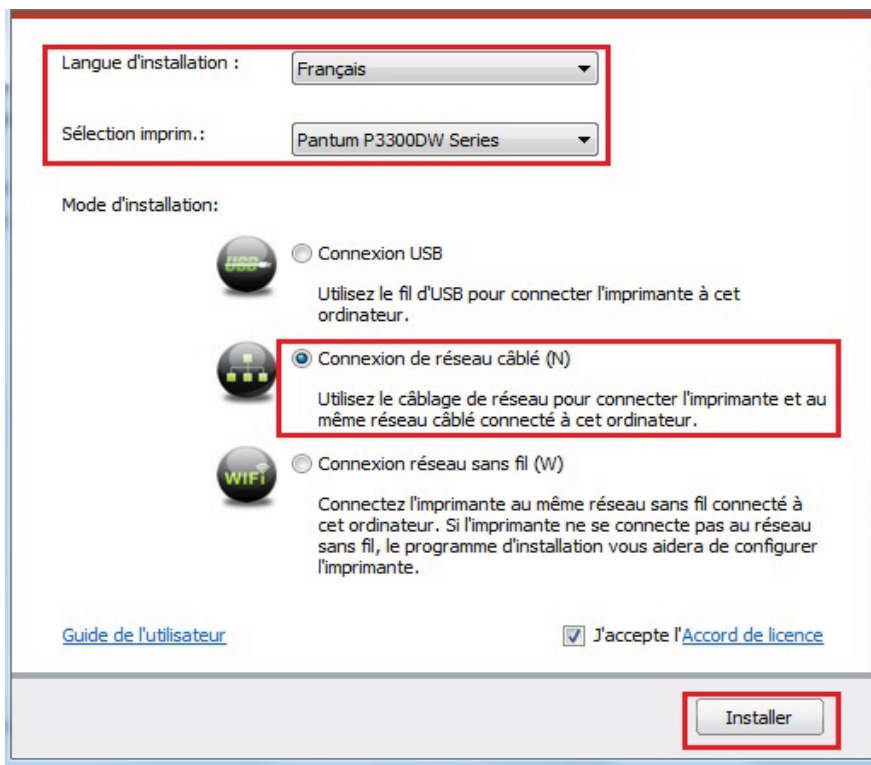 Langue d'installation :
Français
Sélection imprim.:
Pantum P3300DW Series
Mode d'installation:
USB
Connexion USB
Utilisez le fil d'USB pour connecter l'imprimante à cet
ordinateur.
Connexion de réseau câblé (N)
Utilisez le câblage de réseau pour connecter l'imprimante et au
même réseau câblé connecté à cet ordinateur.
WiFi
Connexion réseau sans fil (W)
Connectez l'imprimante au même réseau sans fil connecté à
cet ordinateur. Si l'imprimante ne se connecte pas au réseau
sans fil, le programme d'installation vous aidera de configurer
l'imprimante.
Guide de l'utilisateur
J'accepte l'Accord de licence
Installer